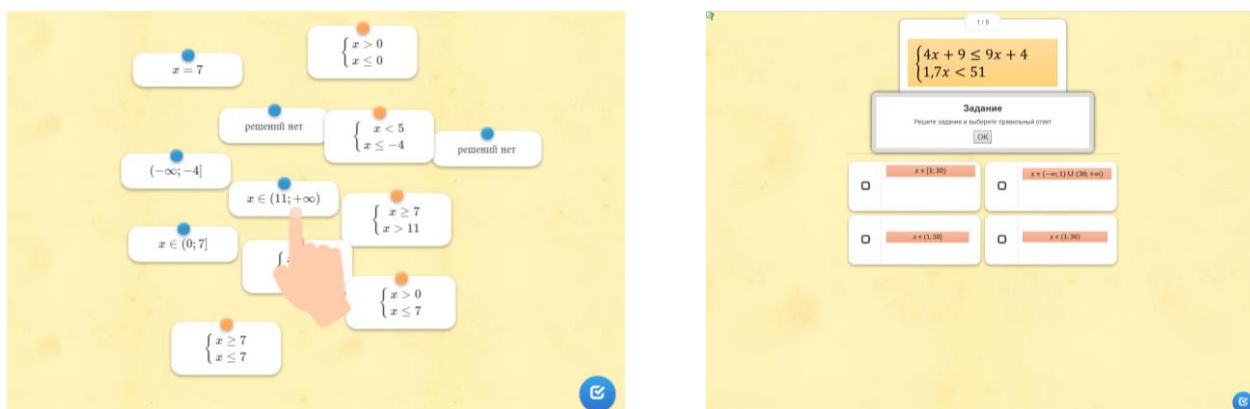 { x > 0
x ≤ 0
x = 7
решений нет
{ x < 5
x ≤ −4
решений нет
(−∞; −4]
x ∈ (11; +∞)
{ x ≥ 7
x > 11
x ∈ (0; 7]
{ x > 0
x ≤ 7
{ x ≥ 7
x ≤ 7
1 / 5
{ 4x + 9 ≤ 9x + 4
1,7x < 51
Задание
Решите задание и выберите правильный ответ
OK
x ∈ [1; 30)
x ∈ (−∞; 1) ∪ (30; +∞)
x ∈ (1; 30]
x ∈ (1; 30)